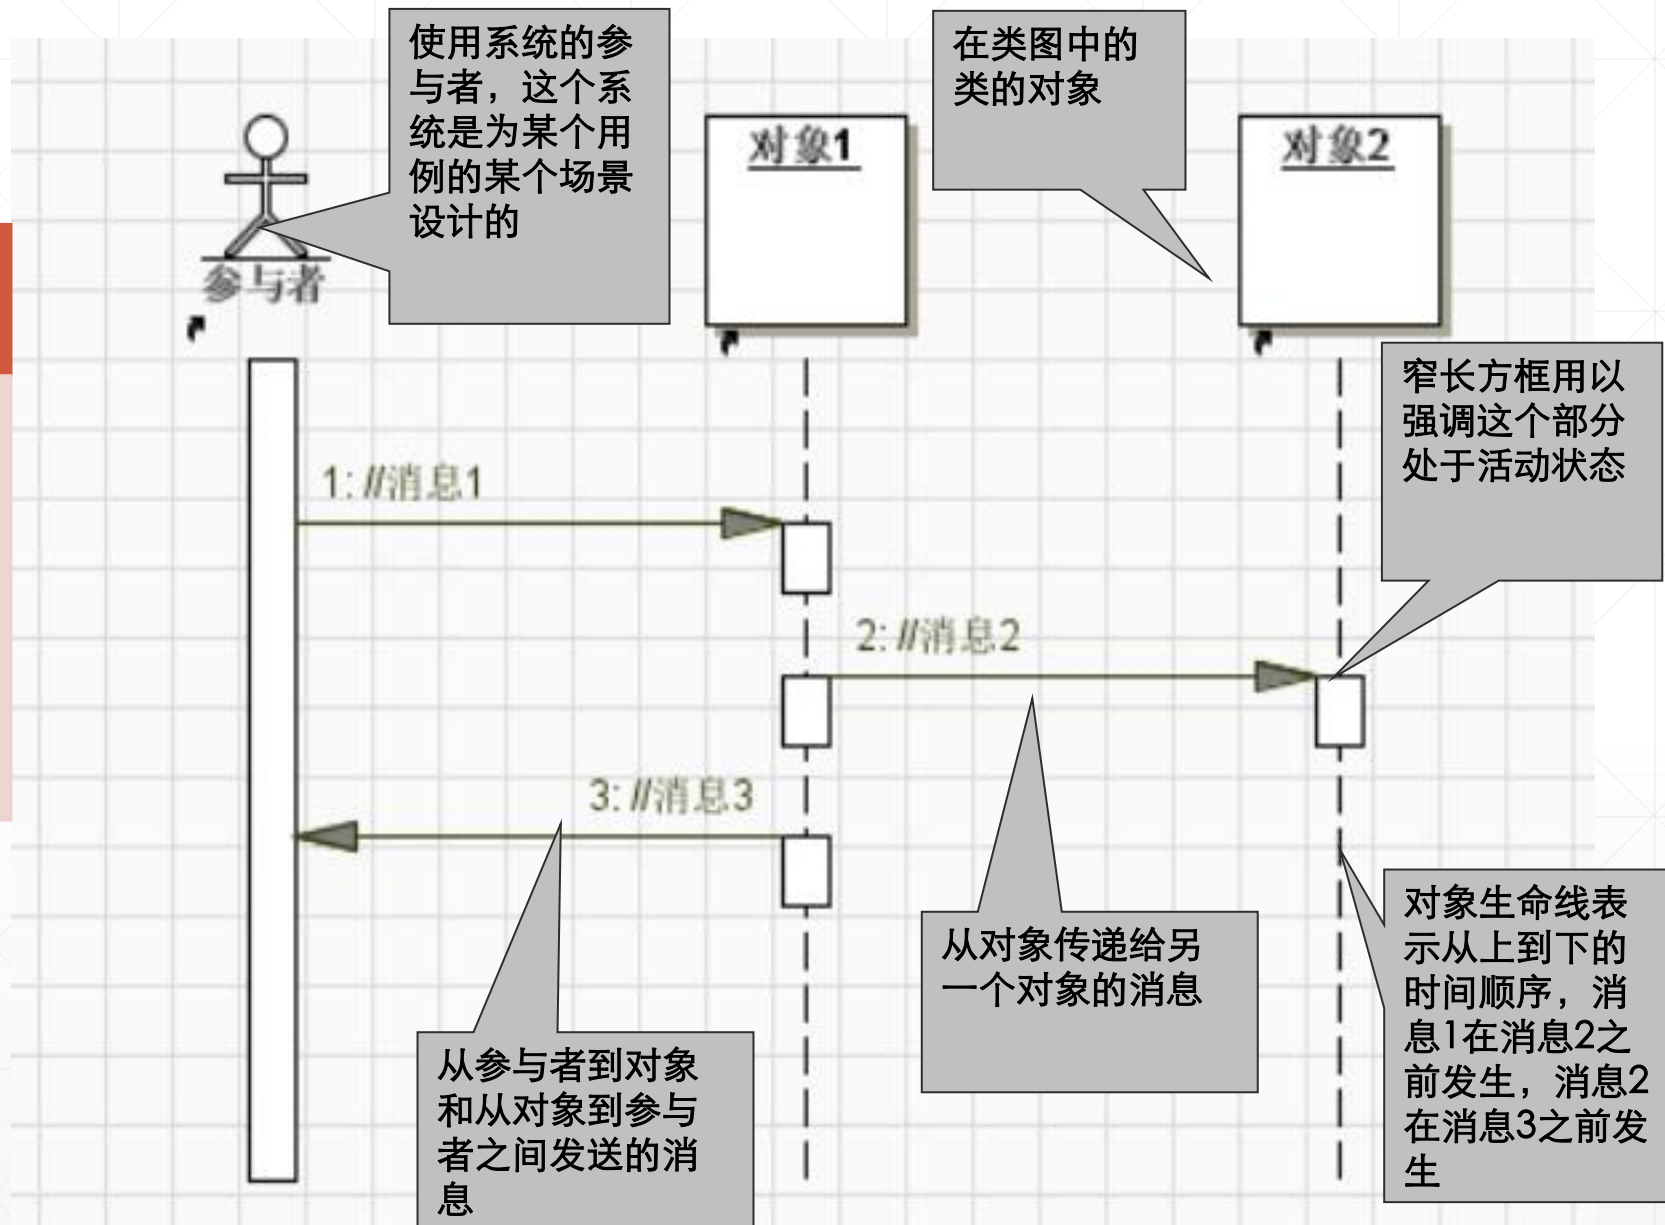 使用系统的参
与者，这个系
统是为某个用
例的某个场景
设计的
在类图中的
类的对象
参与者
对象1
对象2
窄长方框用以
强调这个部分
处于活动状态
1: //消息1
2: //消息2
3: //消息3
从对象传递给另
一个对象的消息
对象生命线表
示从上到下的
时间顺序，消
息1在消息2之
前发生，消息2
在消息3之前发
生
从参与者到对象
和从对象到参与
者之间发送的消
息